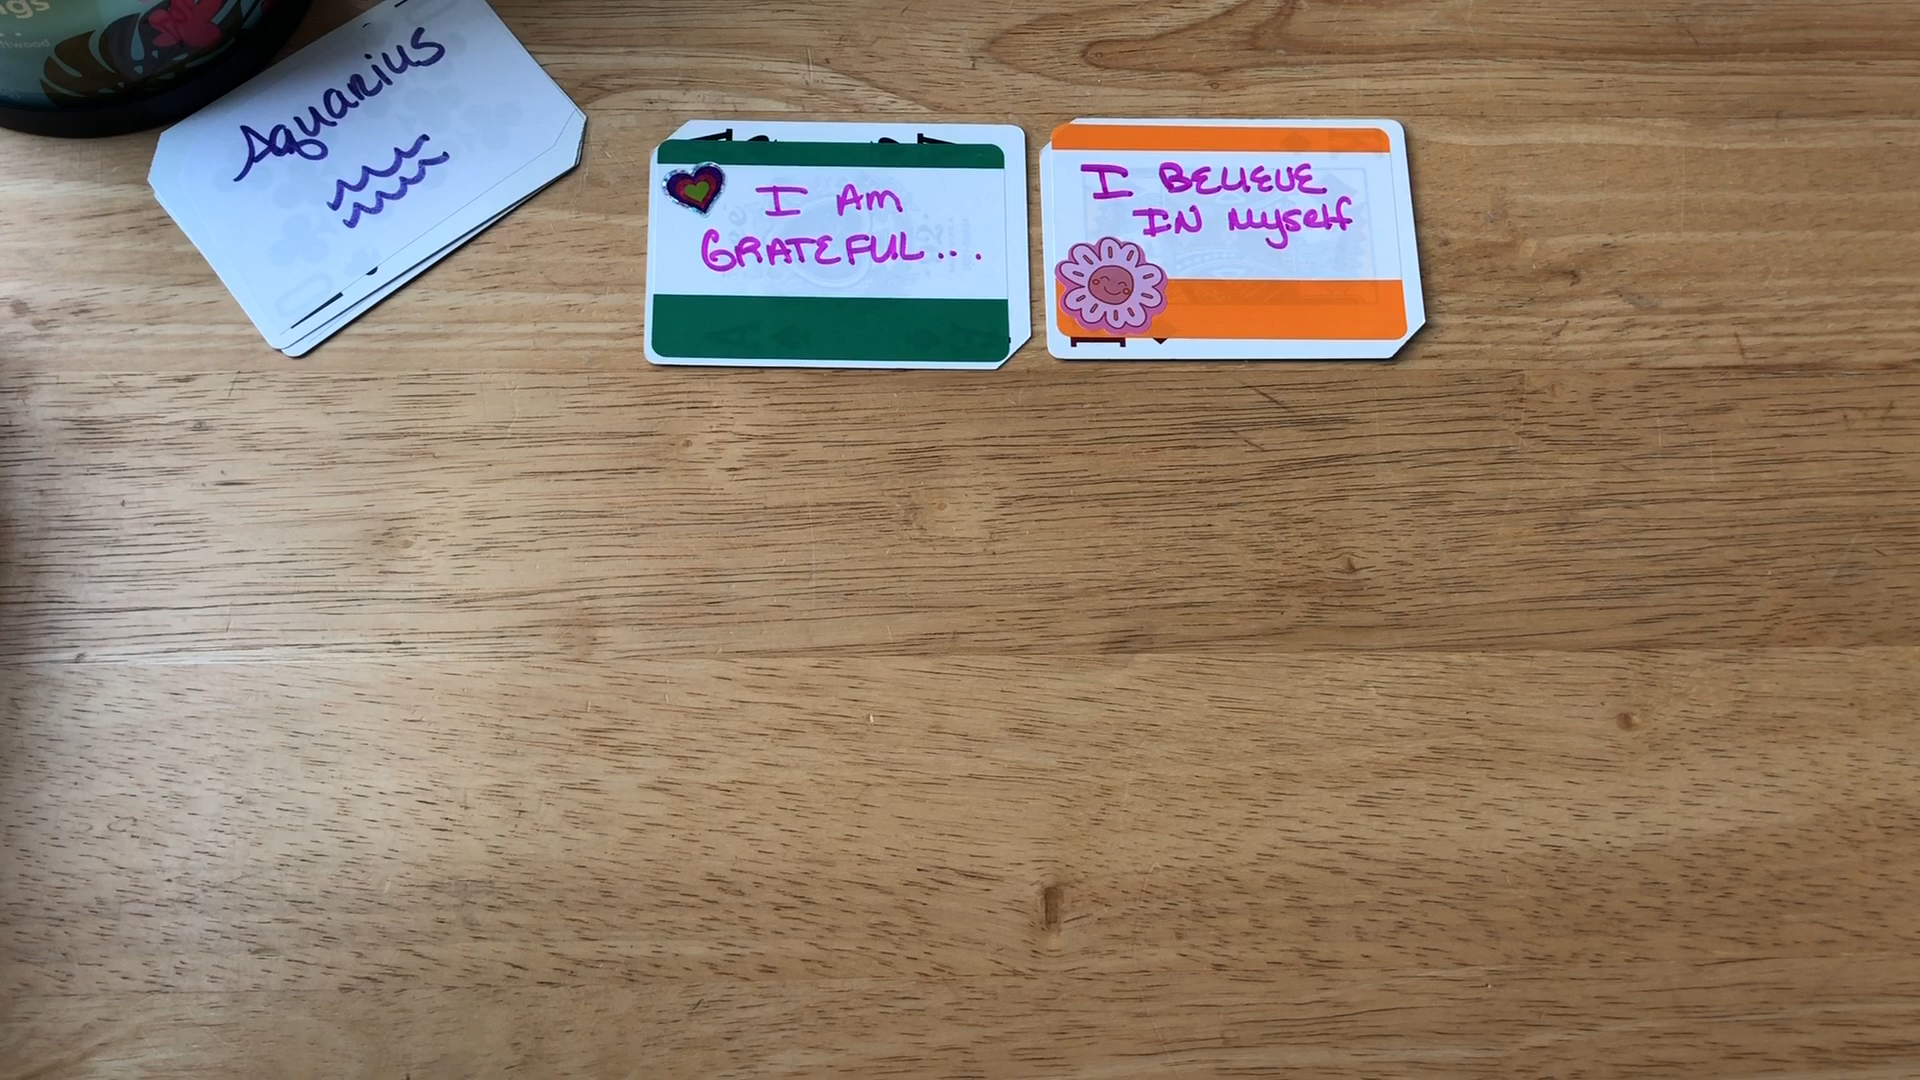 Aquarius
I Am
GRATEFUL...
I BELIEVE
IN Myself